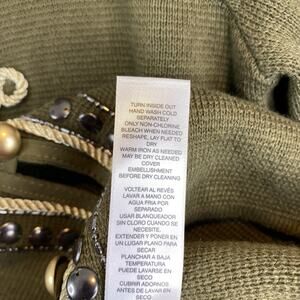 TURN INSIDE OUT
HAND WASH COLD
SEPARATELY
ONLY NON-CHLORINE
BLEACH WHEN NEEDED
RESHAPE, LAY FLAT TO
DRY
WARM IRON AS NEEDED
MAY BE DRY CLEANED
COVER
EMBELLISHMENT
BEFORE DRY CLEANING
VOLTEAR AL REVÉS
LAVAR A MANO CON
AGUA FRIA POR
SEPARADO
USAR BLANQUEADOR
SIN CLORO CUANDO SE
NECESITE.
EXTENDER Y PONER EN
UN LUGAR PLANO PARA
SECAR
PLANCHAR A BAJA
TEMPERATURA
PUEDE LAVARSE EN
SECO
CUBRIR ADORNO
ANTES DE LAVAR EN
SECO